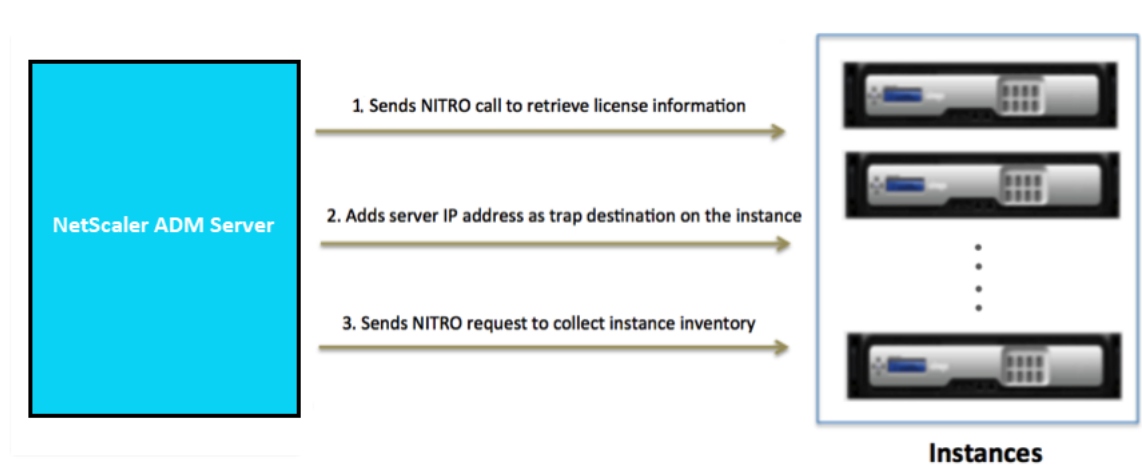 1. Sends NITRO call to retrieve license information
NetScaler ADM Server
2. Adds server IP address as trap destination on the instance
3. Sends NITRO request to collect instance inventory
Instances